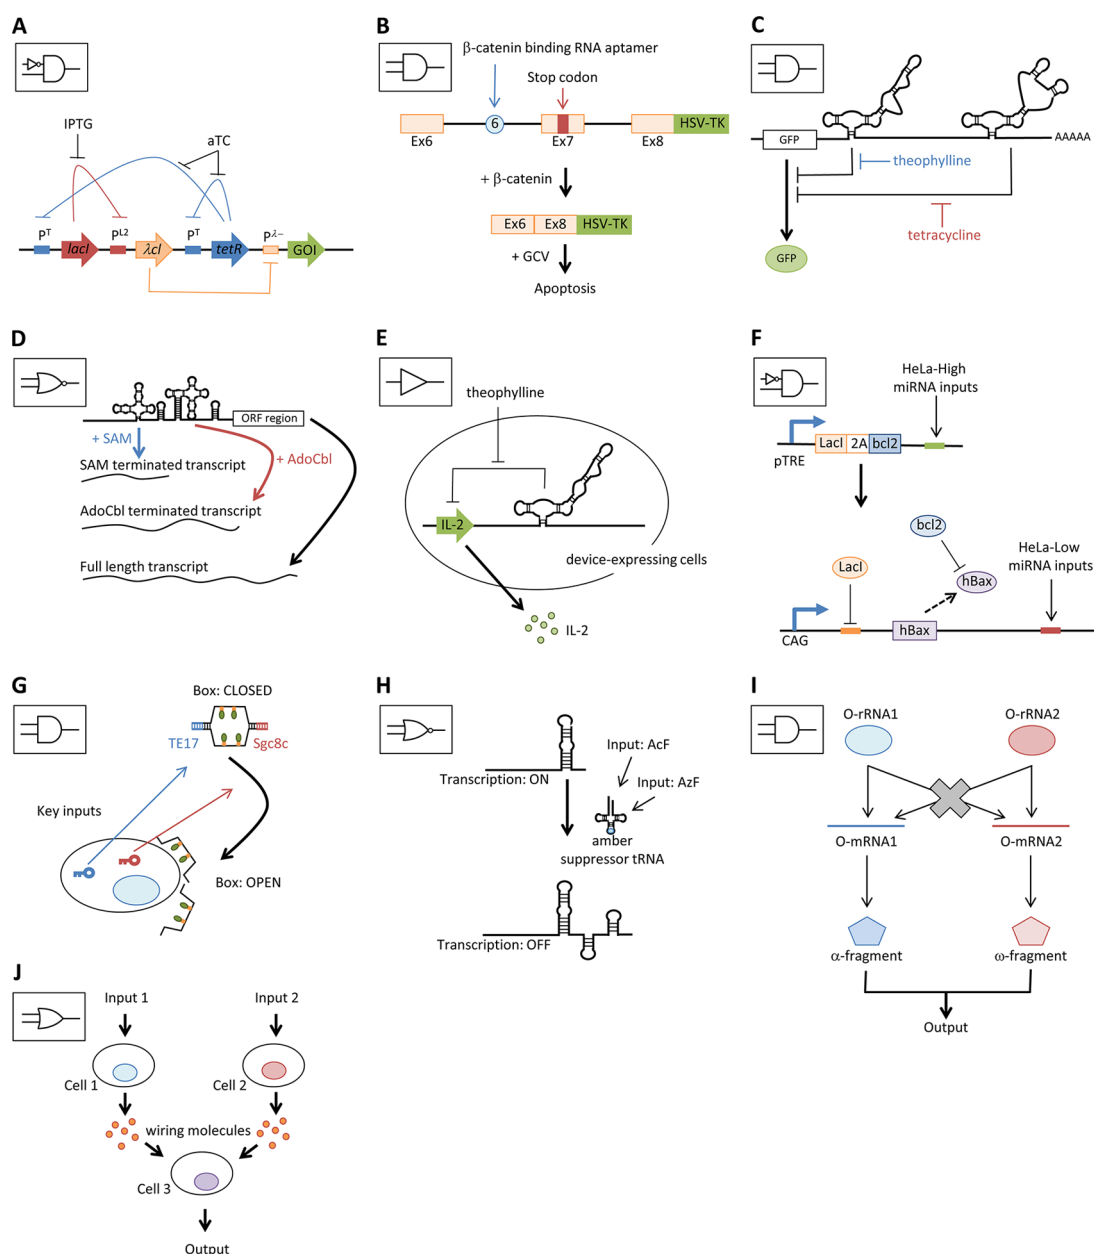 A
IPTG
aTC
Pᵀ
lacI
Pᴸ²
λcI
Pᵀ
tetR
P^λ−
GOI
B
β-catenin binding RNA aptamer
Stop codon
6
HSV-TK
Ex6
Ex7
Ex8
+ β-catenin
Ex6
Ex8
HSV-TK
+ GCV
Apoptosis
C
GFP
AAAAA
theophylline
tetracycline
GFP
D
ORF region
+ SAM
+ AdoCbl
SAM terminated transcript
AdoCbl terminated transcript
Full length transcript
E
theophylline
IL-2
device-expressing cells
IL-2
F
HeLa-High
miRNA inputs
LacI
2A
bcl2
pTRE
bcl2
LacI
hBax
HeLa-Low
miRNA inputs
hBax
CAG
G
Box: CLOSED
TE17
Sgc8c
Key inputs
Box: OPEN
H
Input: AcF
Transcription: ON
Input: AzF
amber
suppressor tRNA
Transcription: OFF
I
O-rRNA1
O-rRNA2
O-mRNA1
O-mRNA2
α-fragment
ω-fragment
Output
J
Input 1
Input 2
Cell 1
Cell 2
wiring molecules
Cell 3
Output